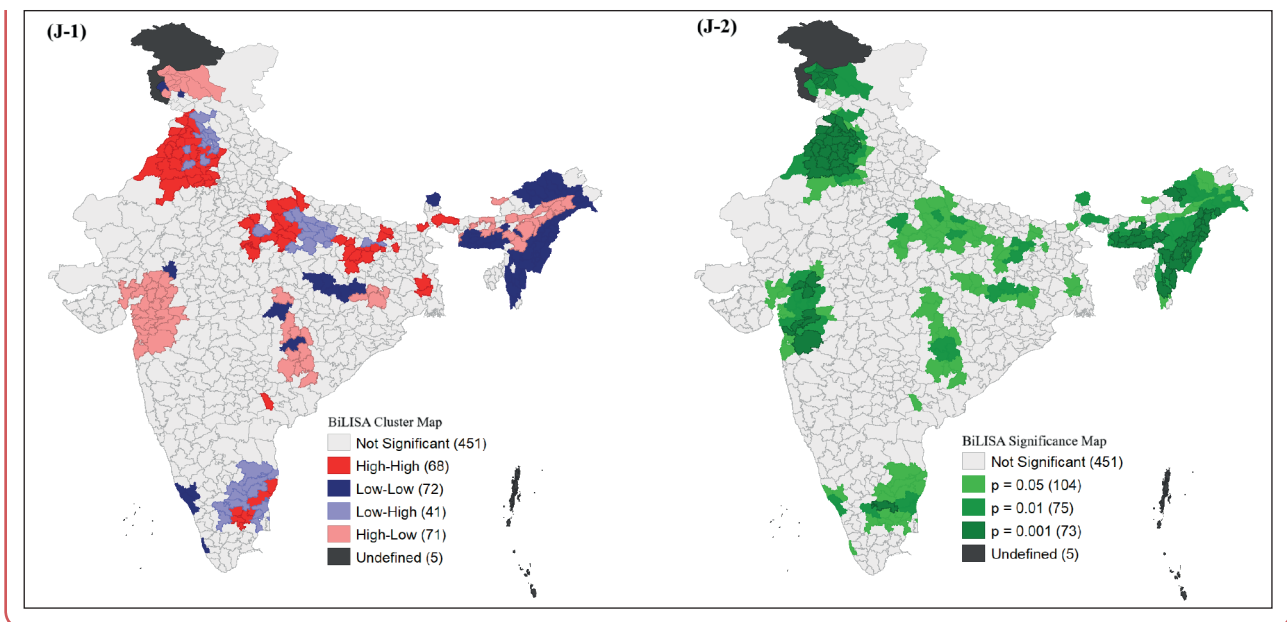 (J-1)
BiLISA Cluster Map
Not Significant (451)
High-High (68)
Low-Low (72)
Low-High (41)
High-Low (71)
Undefined (5)
(J-2)
BiLISA Significance Map
Not Significant (451)
p = 0.05 (104)
p = 0.01 (75)
p = 0.001 (73)
Undefined (5)